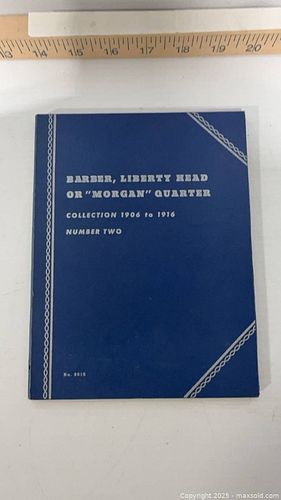 13 14 15 16 17 18 19 20
BARBER, LIBERTY HEAD
OR "MORGAN" QUARTER
COLLECTION 1906 to 1916
NUMBER TWO
Copyright © 2025 - maxsold.com